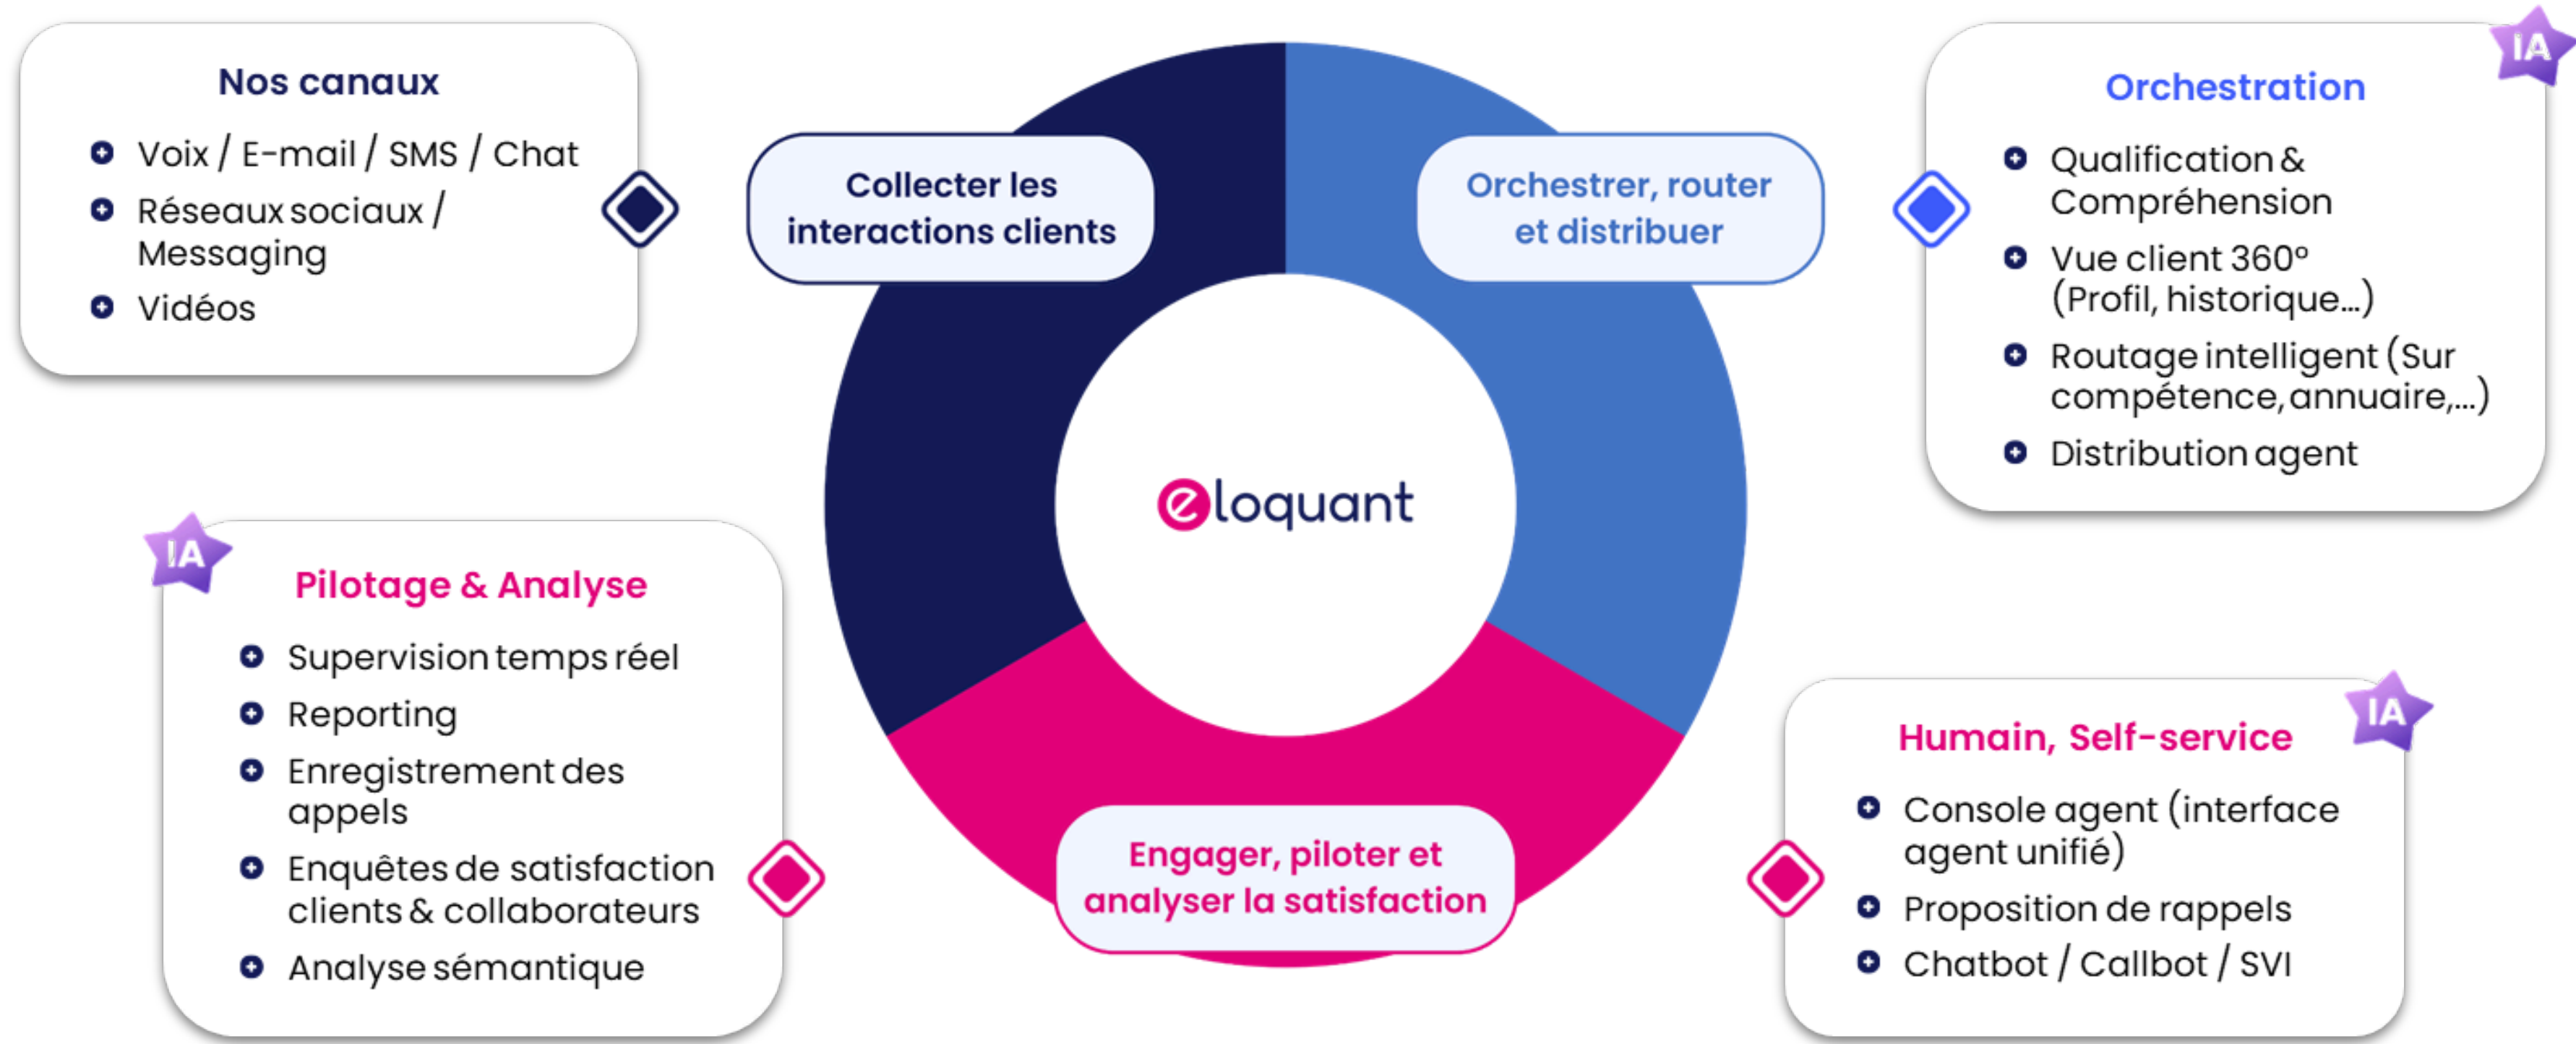 Nos canaux
Voix / E-mail / SMS / Chat
Réseaux sociaux /
Messaging
Vidéos
Collecter les
interactions clients
Orchestrer, router
et distribuer
IA
Orchestration
Qualification &
Compréhension
Vue client 360°
(Profil, historique...)
Routage intelligent (Sur
compétence, annuaire,...)
Distribution agent
eloquant
IA
Pilotage & Analyse
Supervision temps réel
Reporting
Enregistrement des
appels
Enquêtes de satisfaction
clients & collaborateurs
Analyse sémantique
Engager, piloter et
analyser la satisfaction
IA
Humain, Self-service
Console agent (interface
agent unifié)
Proposition de rappels
Chatbot / Callbot / SVI